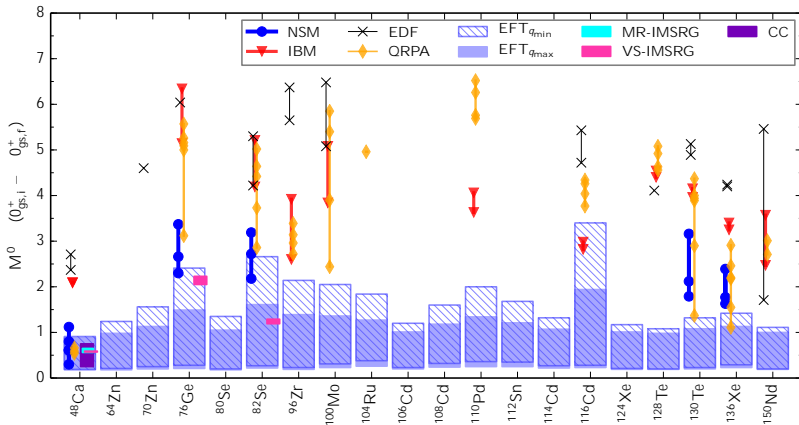 8
7
6
5
4
3
2
1
0
M⁰ (0⁺gs,i − 0⁺gs,f)
NSM
IBM
EDF
QRPA
EFTqmin
EFTqmax
MR-IMSRG
VS-IMSRG
CC
⁴⁸Ca
⁶⁴Zn
⁷⁰Zn
⁷⁶Ge
⁸⁰Se
⁸²Se
⁹⁶Zr
¹⁰⁰Mo
¹⁰⁴Ru
¹⁰⁶Cd
¹⁰⁸Cd
¹¹⁰Pd
¹¹²Sn
¹¹⁴Cd
¹¹⁶Cd
¹²⁴Xe
¹²⁸Te
¹³⁰Te
¹³⁶Xe
¹⁵⁰Nd